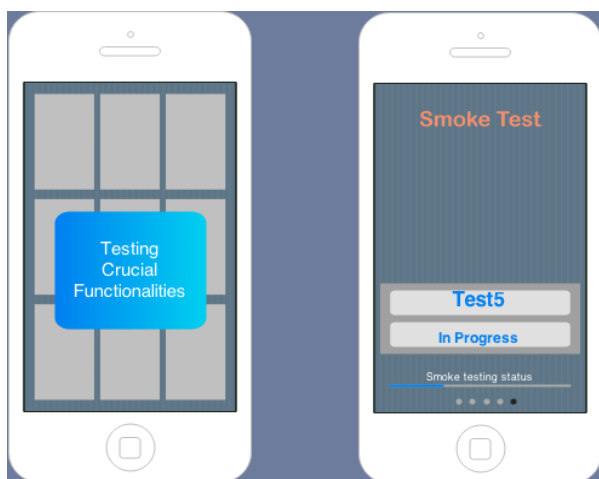 Testing
Crucial
Functionalities
Smoke Test
Test5
In Progress
Smoke testing status